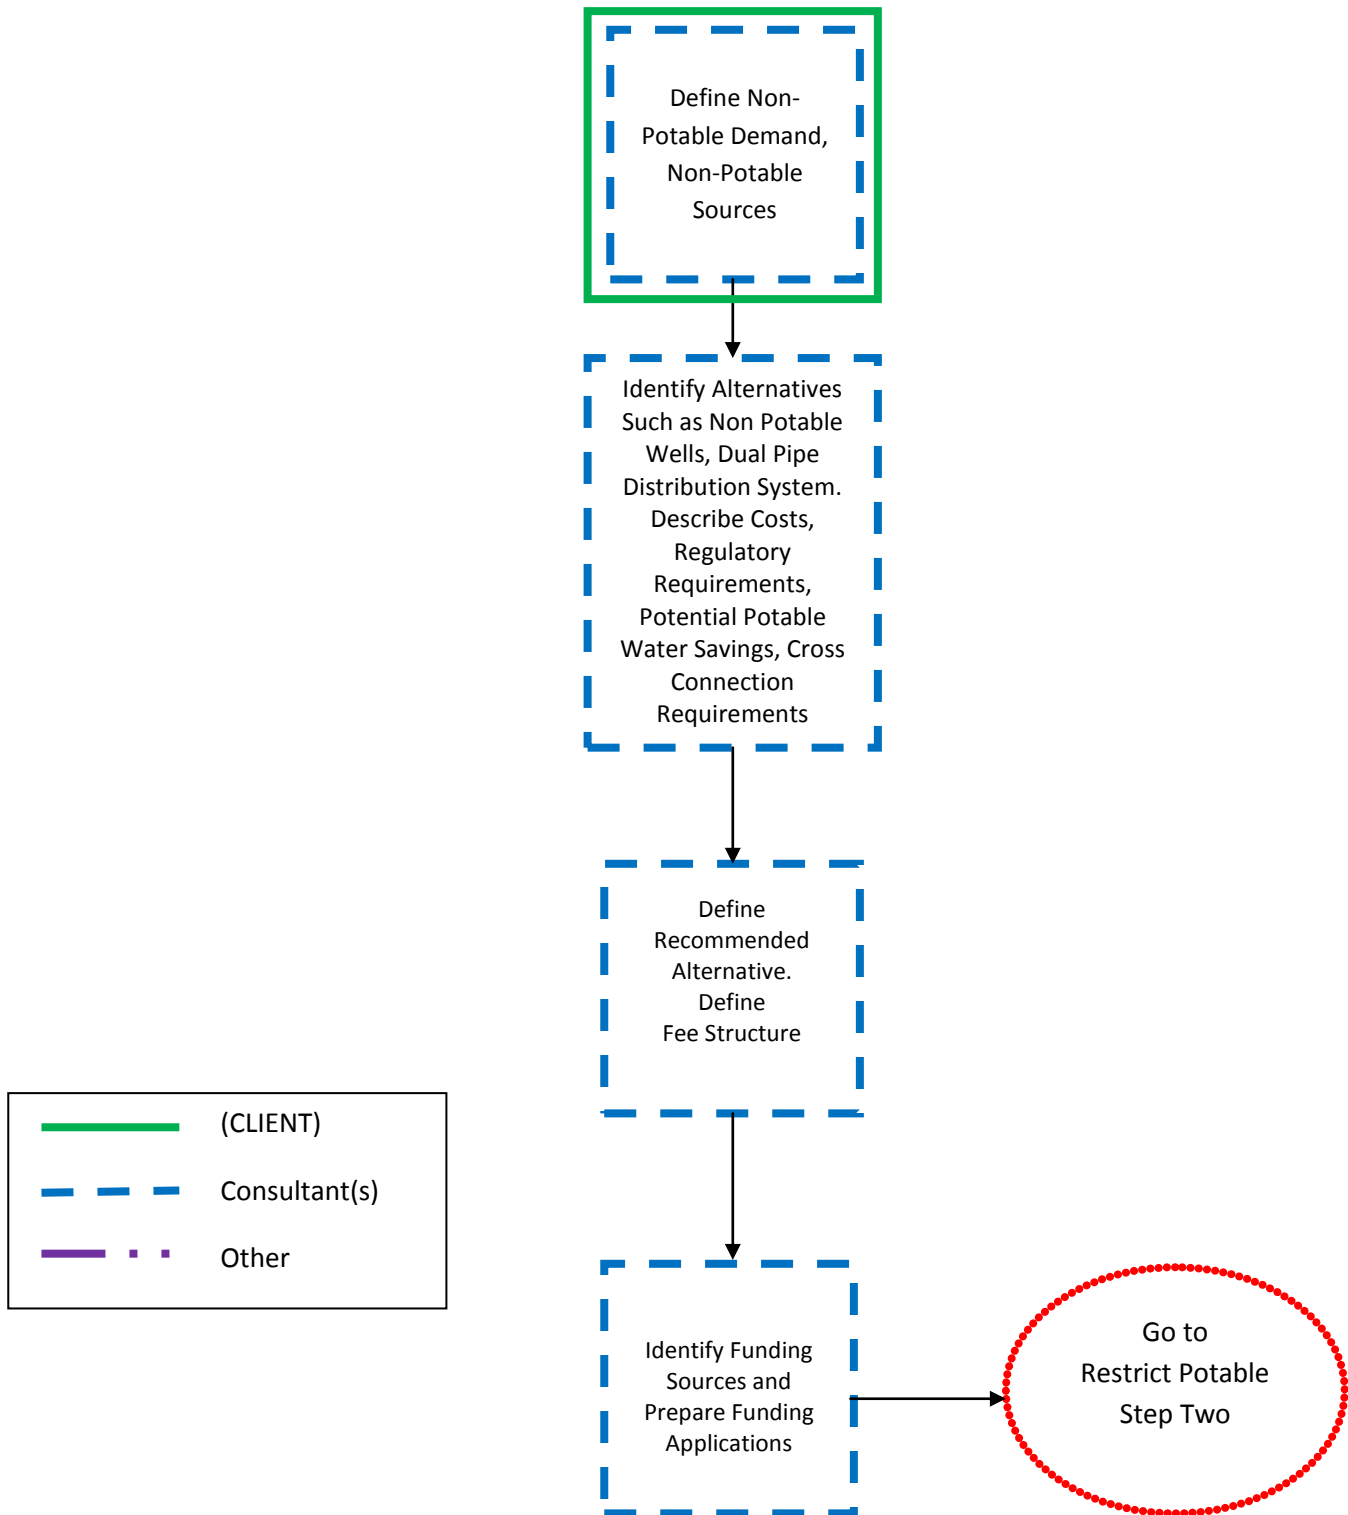 Define Non-
Potable Demand,
Non-Potable
Sources
Identify Alternatives
Such as Non Potable
Wells, Dual Pipe
Distribution System.
Describe Costs,
Regulatory
Requirements,
Potential Potable
Water Savings, Cross
Connection
Requirements
Define
Recommended
Alternative.
Define
Fee Structure
(CLIENT)
Consultant(s)
Other
Identify Funding
Sources and
Prepare Funding
Applications
Go to
Restrict Potable
Step Two